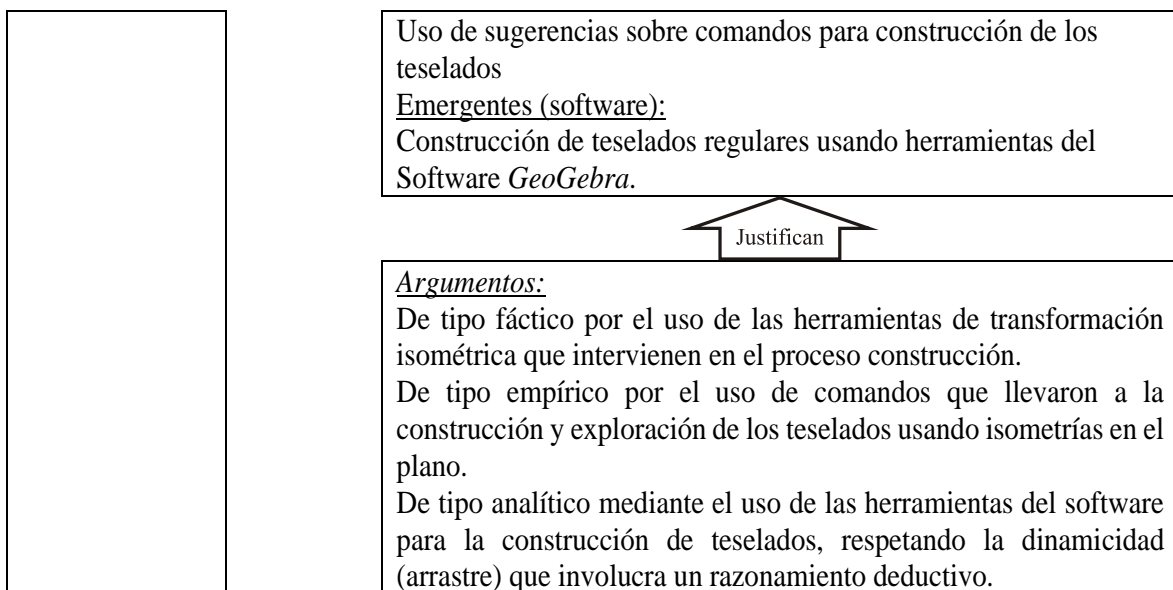 Uso de sugerencias sobre comandos para construcción de los
teselados
Emergentes (software):
Construcción de teselados regulares usando herramientas del
Software GeoGebra.
Justifican
Argumentos:
De tipo fáctico por el uso de las herramientas de transformación
isométrica que intervienen en el proceso construcción.
De tipo empírico por el uso de comandos que llevaron a la
construcción y exploración de los teselados usando isometrías en el
plano.
De tipo analítico mediante el uso de las herramientas del software
para la construcción de teselados, respetando la dinamicidad
(arrastre) que involucra un razonamiento deductivo.